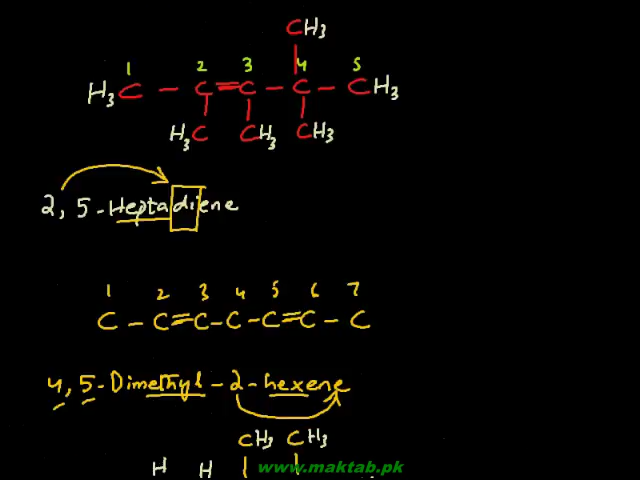 CH3
1 2 3 4 5
H3C - C = C - C - CH3
H3C CH3 CH3
2, 5-Heptadiene
1 2 3 4 5 6 7
C - C = C - C - C = C - C
4, 5-Dimethyl-2-hexene
CH3 CH3
H H
www.maktab.pk